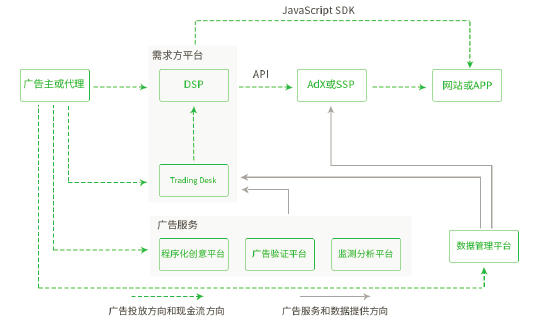 JavaScript SDK
需求方平台
广告主或代理
DSP
API
AdX或SSP
网站或APP
Trading Desk
广告服务
程序化创意平台
广告验证平台
监测分析平台
数据管理平台
广告投放方向和现金流方向
广告服务和数据提供方向